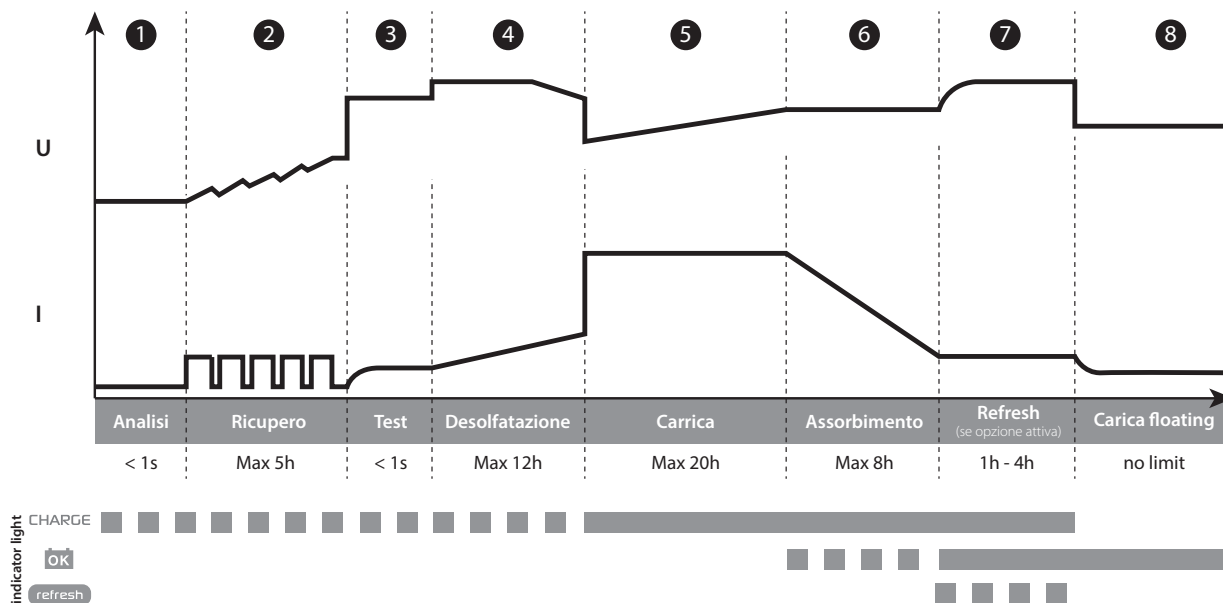 1 2 3 4 5 6 7 8
U
I
Analisi Ricupero Test Desolfatazione Carrica Assorbimento Refresh (se opzione attiva) Carica floating
< 1s Max 5h < 1s Max 12h Max 20h Max 8h 1h - 4h no limit
indicator light
CHARGE
OK
refresh